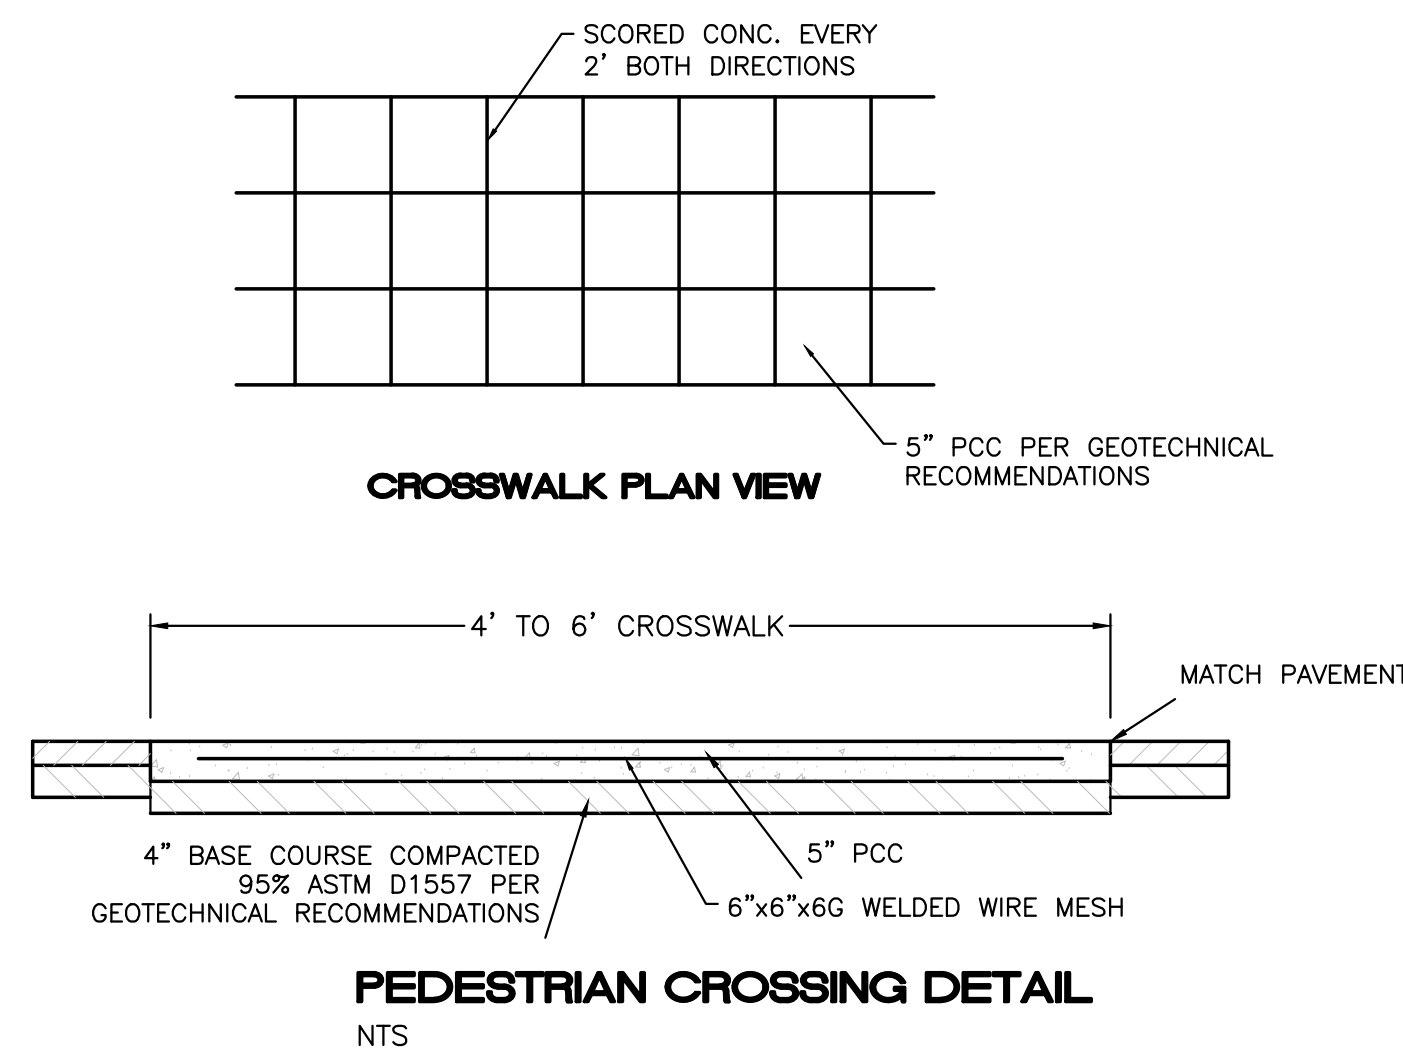 SCORED CONC. EVERY
2' BOTH DIRECTIONS
5" PCC PER GEOTECHNICAL
RECOMMENDATIONS
CROSSWALK PLAN VIEW
4' TO 6' CROSSWALK
MATCH PAVEMENT
4" BASE COURSE COMPACTED
95% ASTM D1557 PER
GEOTECHNICAL RECOMMENDATIONS
5" PCC
6"x6"x6G WELDED WIRE MESH
PEDESTRIAN CROSSING DETAIL
NTS